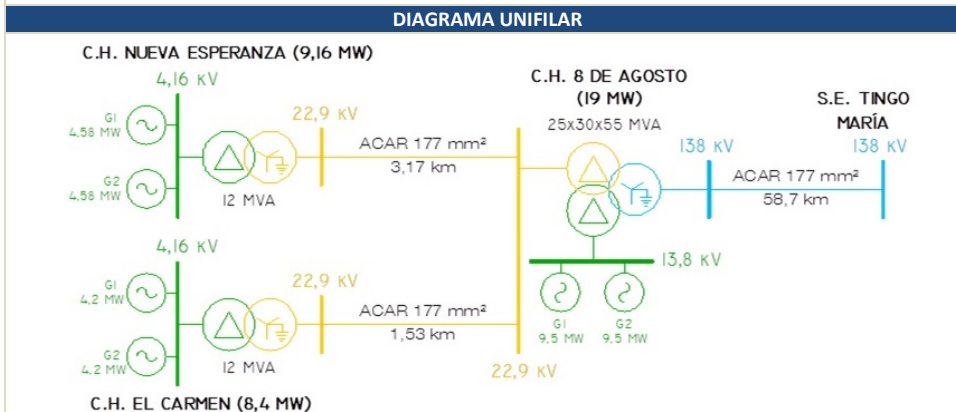 DIAGRAMA UNIFILAR
C.H. NUEVA ESPERANZA (9,16 MW)
4,16 KV
G1
4,58 MW
G2
4,58 MW
12 MVA
22,9 KV
ACAR 177 mm²
3,17 km
C.H. 8 DE AGOSTO
(19 MW)
25x30x55 MVA
138 KV
S.E. TINGO
MARÍA
138 KV
ACAR 177 mm²
58,7 km
13,8 KV
G1
9,5 MW
G2
9,5 MW
4,16 KV
G1
4,2 MW
G2
4,2 MW
12 MVA
22,9 KV
ACAR 177 mm²
1,53 km
22,9 KV
C.H. EL CARMEN (8,4 MW)